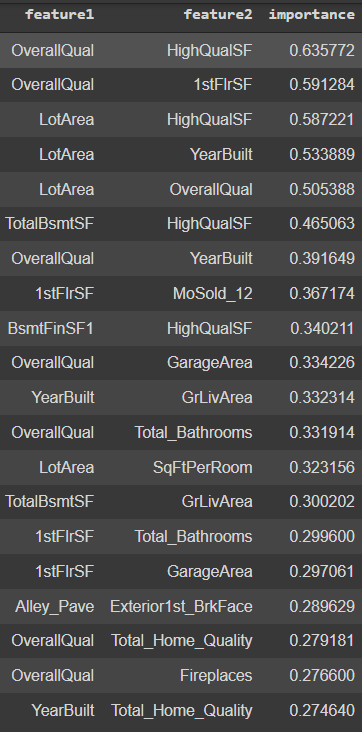 feature1 feature2 importance
OverallQual HighQualSF 0.635772
OverallQual 1stFlrSF 0.591284
LotArea HighQualSF 0.587221
LotArea YearBuilt 0.533889
LotArea OverallQual 0.505388
TotalBsmtSF HighQualSF 0.465063
OverallQual YearBuilt 0.391649
1stFlrSF MoSold_12 0.367174
BsmtFinSF1 HighQualSF 0.340211
OverallQual GarageArea 0.334226
YearBuilt GrLivArea 0.332314
OverallQual Total_Bathrooms 0.331914
LotArea SqFtPerRoom 0.323156
TotalBsmtSF GrLivArea 0.300202
1stFlrSF Total_Bathrooms 0.299600
1stFlrSF GarageArea 0.297061
Alley_Pave Exterior1st_BrkFace 0.289629
OverallQual Total_Home_Quality 0.279181
OverallQual Fireplaces 0.276600
YearBuilt Total_Home_Quality 0.274640